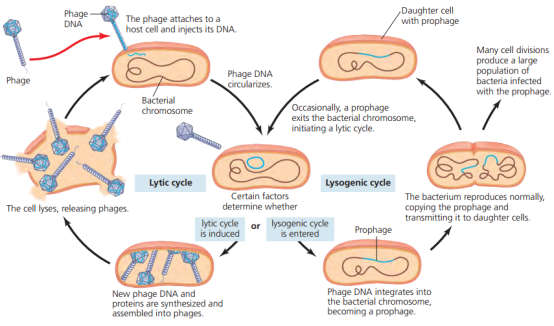 Phage
DNA
The phage attaches to a
host cell and injects its DNA.
Phage
Bacterial
chromosome
Phage DNA
circularizes.
Daughter cell
with prophage
Many cell divisions
produce a large
population of
bacteria infected
with the prophage.
Occasionally, a prophage
exits the bacterial chromosome,
initiating a lytic cycle.
Lytic cycle
Lysogenic cycle
The cell lyses, releasing phages.
Certain factors
determine whether
The bacterium reproduces normally,
copying the prophage and
transmitting it to daughter cells.
lytic cycle
is induced
or
lysogenic cycle
is entered
Prophage
New phage DNA and
proteins are synthesized and
assembled into phages.
Phage DNA integrates into
the bacterial chromosome,
becoming a prophage.